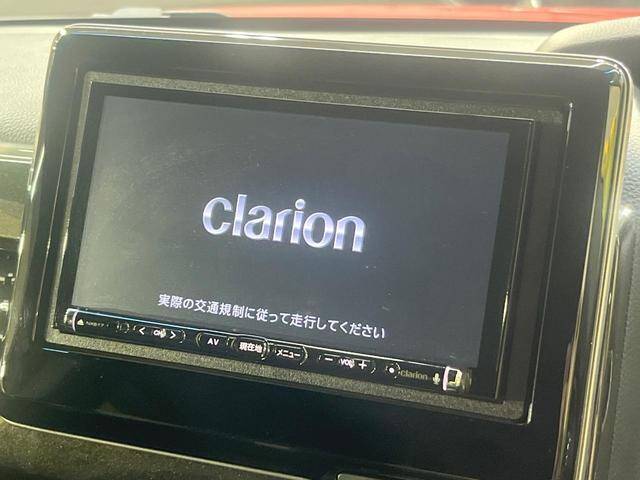 clarion
実際の交通規制に従って走行してください
< CH >
AV
現在地
メニュー
− VOL +
clarion